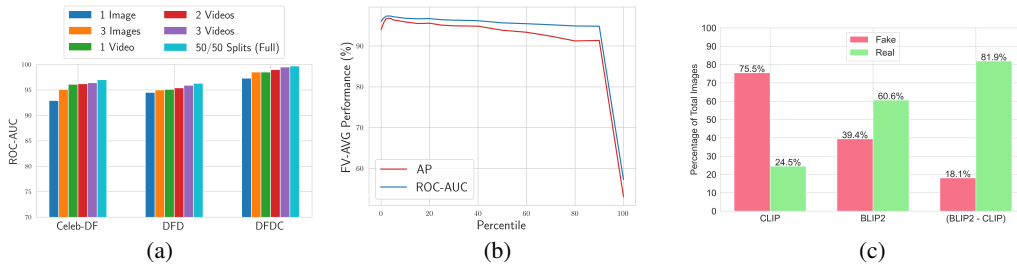 1 Image
3 Images
1 Video
2 Videos
3 Videos
50/50 Splits (Full)
ROC-AUC
100
95
90
85
80
75
70
Celeb-DF
DFD
DFDC
(a)
FV-AVG Performance (%)
90
80
70
60
AP
ROC-AUC
0
20
40
60
80
100
Percentile
(b)
Percentage of Total Images
100
90
80
70
60
50
40
30
20
10
0
Fake
Real
75.5%
24.5%
39.4%
60.6%
18.1%
81.9%
CLIP
BLIP2
(BLIP2 - CLIP)
(c)